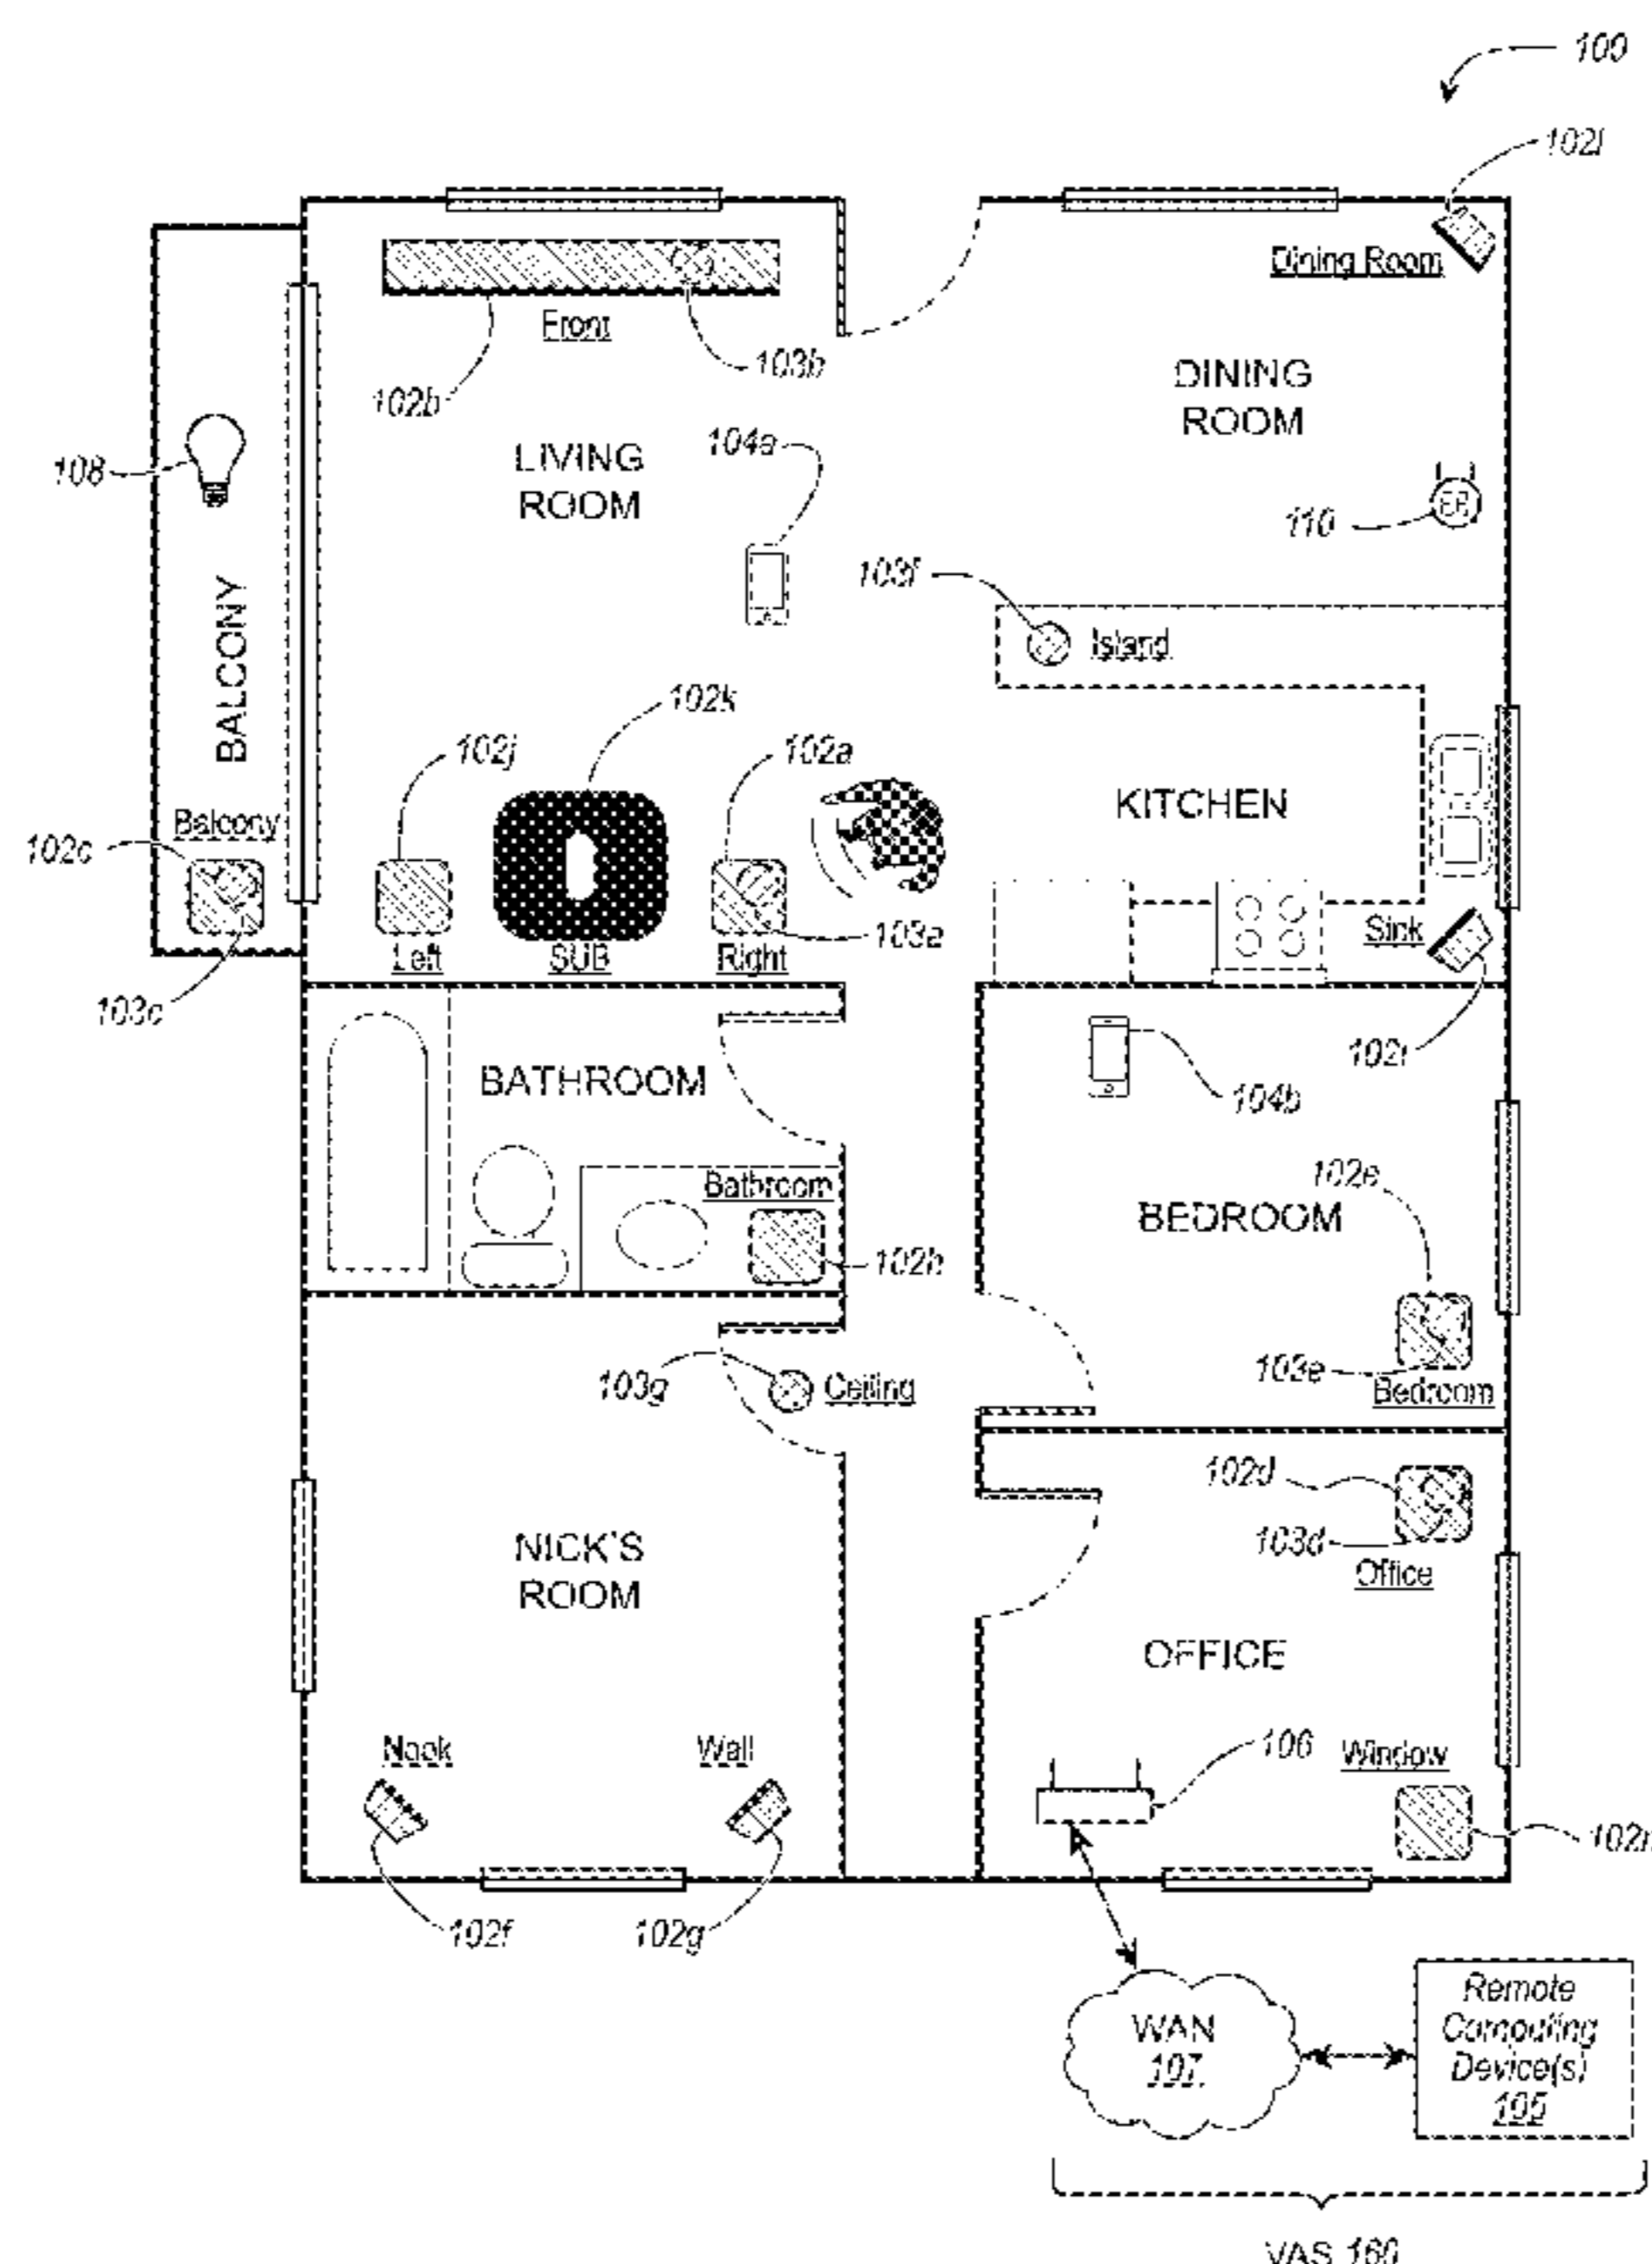 100
102l
Dining Room
Front
103b
102b
DINING
ROOM
104a
LIVING
ROOM
108
110
103f
Island
BALCONY
102k
102j
102a
KITCHEN
Balcony
102c
103a
Sink
Left
SUB
Right
103c
102i
BATHROOM
104b
102e
Bathroom
BEDROOM
102h
103e
103g
Ceiling
Bedroom
102d
103d
NICK'S
ROOM
Office
OFFICE
Nook
Wall
106
Window
102f
102g
Remote
Computing
Device(s)
105
WAN
107
VAS 160